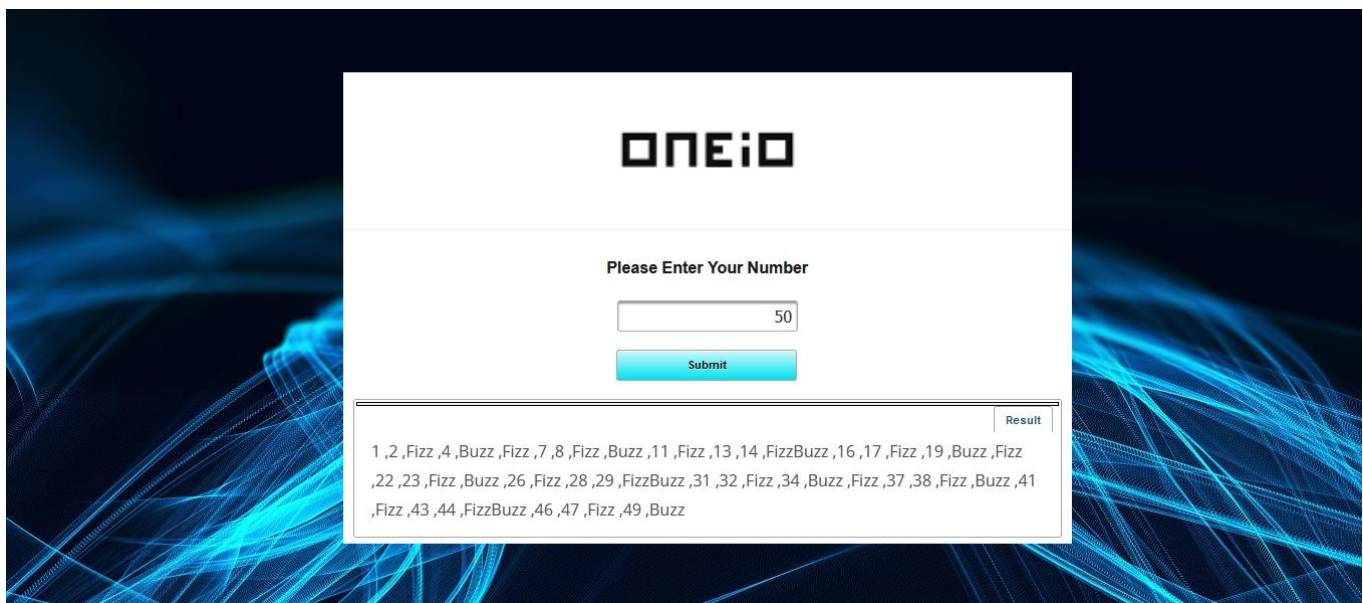 ONEiO
Please Enter Your Number
50
Submit
Result
1 ,2 ,Fizz ,4 ,Buzz ,Fizz ,7 ,8 ,Fizz ,Buzz ,11 ,Fizz ,13 ,14 ,FizzBuzz ,16 ,17 ,Fizz ,19 ,Buzz ,Fizz
,22 ,23 ,Fizz ,Buzz ,26 ,Fizz ,28 ,29 ,FizzBuzz ,31 ,32 ,Fizz ,34 ,Buzz ,Fizz ,37 ,38 ,Fizz ,Buzz ,41
,Fizz ,43 ,44 ,FizzBuzz ,46 ,47 ,Fizz ,49 ,Buzz